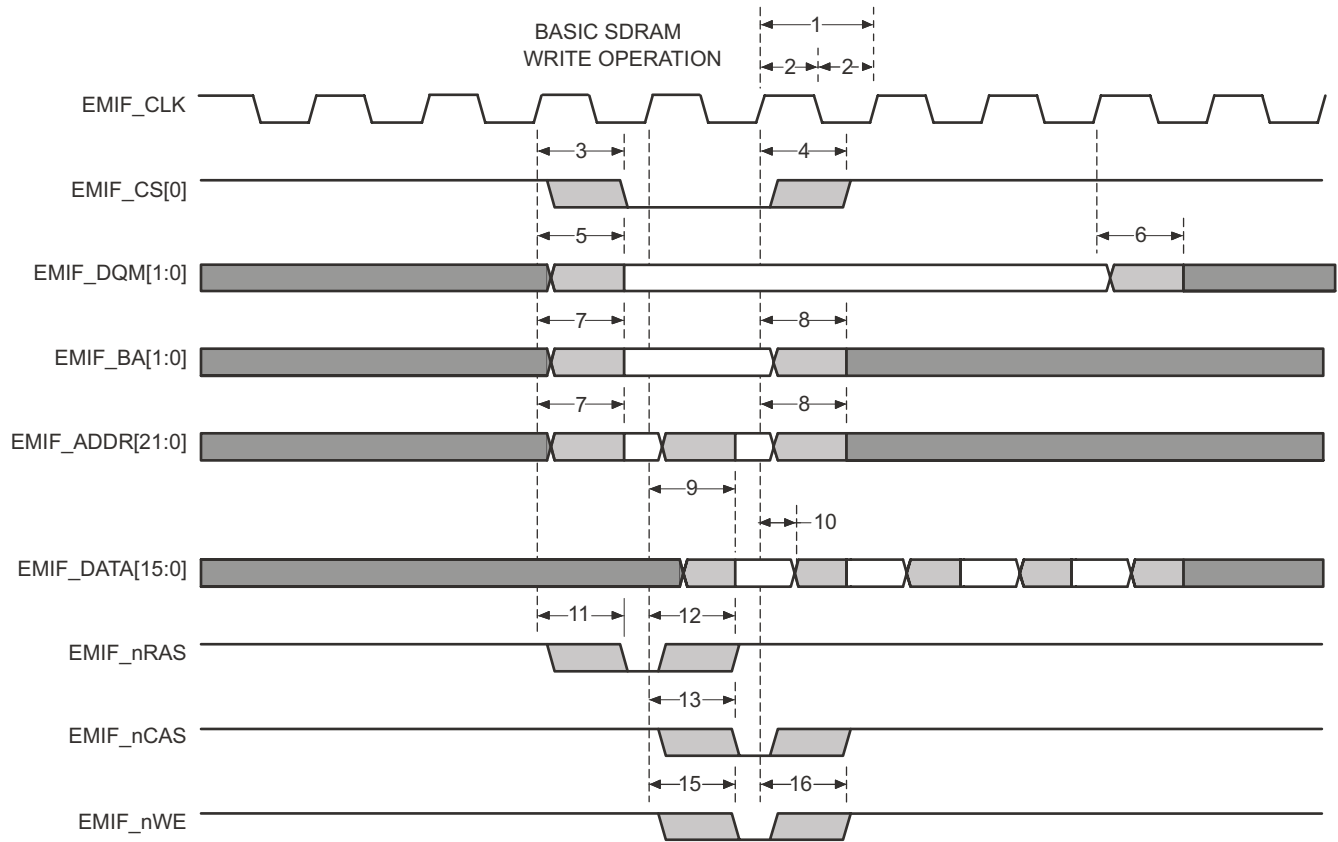 BASIC SDRAM
WRITE OPERATION
1
2 2
EMIF_CLK
3 4
EMIF_CS[0]
5 6
EMIF_DQM[1:0]
7 8
EMIF_BA[1:0]
7 8
EMIF_ADDR[21:0]
9
10
EMIF_DATA[15:0]
11 12
EMIF_nRAS
13
EMIF_nCAS
15 16
EMIF_nWE